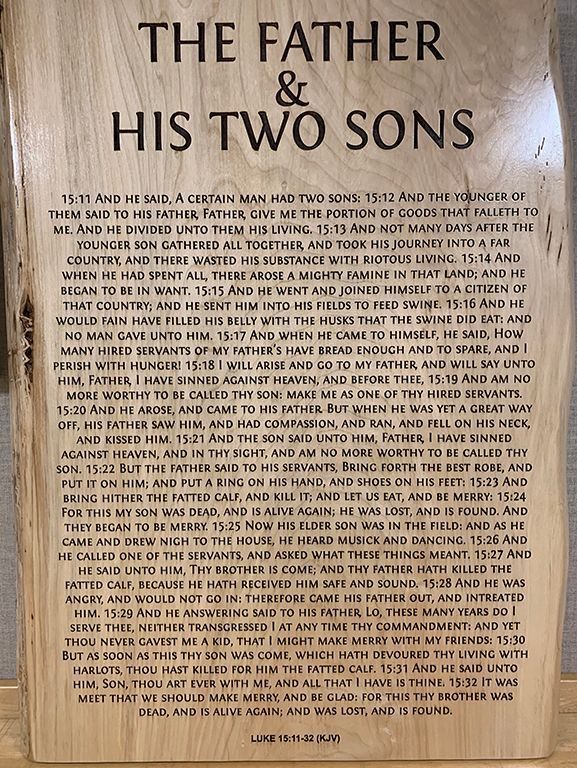 THE FATHER
&
HIS TWO SONS
15:11 AND HE SAID, A CERTAIN MAN HAD TWO SONS: 15:12 AND THE YOUNGER OF
THEM SAID TO HIS FATHER, FATHER, GIVE ME THE PORTION OF GOODS THAT FALLETH TO
ME. AND HE DIVIDED UNTO THEM HIS LIVING. 15:13 AND NOT MANY DAYS AFTER THE
YOUNGER SON GATHERED ALL TOGETHER, AND TOOK HIS JOURNEY INTO A FAR
COUNTRY, AND THERE WASTED HIS SUBSTANCE WITH RIOTOUS LIVING. 15:14 AND
WHEN HE HAD SPENT ALL, THERE AROSE A MIGHTY FAMINE IN THAT LAND; AND HE
BEGAN TO BE IN WANT. 15:15 AND HE WENT AND JOINED HIMSELF TO A CITIZEN OF
THAT COUNTRY; AND HE SENT HIM INTO HIS FIELDS TO FEED SWINE. 15:16 AND HE
WOULD FAIN HAVE FILLED HIS BELLY WITH THE HUSKS THAT THE SWINE DID EAT: AND
NO MAN GAVE UNTO HIM. 15:17 AND WHEN HE CAME TO HIMSELF, HE SAID, HOW
MANY HIRED SERVANTS OF MY FATHER'S HAVE BREAD ENOUGH AND TO SPARE, AND I
PERISH WITH HUNGER! 15:18 I WILL ARISE AND GO TO MY FATHER, AND WILL SAY UNTO
HIM, FATHER, I HAVE SINNED AGAINST HEAVEN, AND BEFORE THEE, 15:19 AND AM NO
MORE WORTHY TO BE CALLED THY SON: MAKE ME AS ONE OF THY HIRED SERVANTS.
15:20 AND HE AROSE, AND CAME TO HIS FATHER. BUT WHEN HE WAS YET A GREAT WAY
OFF, HIS FATHER SAW HIM, AND HAD COMPASSION, AND RAN, AND FELL ON HIS NECK,
AND KISSED HIM. 15:21 AND THE SON SAID UNTO HIM, FATHER, I HAVE SINNED
AGAINST HEAVEN, AND IN THY SIGHT, AND AM NO MORE WORTHY TO BE CALLED THY
SON. 15:22 BUT THE FATHER SAID TO HIS SERVANTS, BRING FORTH THE BEST ROBE, AND
PUT IT ON HIM; AND PUT A RING ON HIS HAND, AND SHOES ON HIS FEET: 15:23 AND
BRING HITHER THE FATTED CALF, AND KILL IT; AND LET US EAT, AND BE MERRY: 15:24
FOR THIS MY SON WAS DEAD, AND IS ALIVE AGAIN; HE WAS LOST, AND IS FOUND. AND
THEY BEGAN TO BE MERRY. 15:25 NOW HIS ELDER SON WAS IN THE FIELD: AND AS HE
CAME AND DREW NIGH TO THE HOUSE, HE HEARD MUSICK AND DANCING. 15:26 AND
HE CALLED ONE OF THE SERVANTS, AND ASKED WHAT THESE THINGS MEANT. 15:27 AND
HE SAID UNTO HIM, THY BROTHER IS COME; AND THY FATHER HATH KILLED THE
FATTED CALF, BECAUSE HE HATH RECEIVED HIM SAFE AND SOUND. 15:28 AND HE WAS
ANGRY, AND WOULD NOT GO IN: THEREFORE CAME HIS FATHER OUT, AND INTREATED
HIM. 15:29 AND HE ANSWERING SAID TO HIS FATHER, LO, THESE MANY YEARS DO I
SERVE THEE, NEITHER TRANSGRESSED I AT ANY TIME THY COMMANDMENT: AND YET
THOU NEVER GAVEST ME A KID, THAT I MIGHT MAKE MERRY WITH MY FRIENDS: 15:30
BUT AS SOON AS THIS THY SON WAS COME, WHICH HATH DEVOURED THY LIVING WITH
HARLOTS, THOU HAST KILLED FOR HIM THE FATTED CALF. 15:31 AND HE SAID UNTO
HIM, SON, THOU ART EVER WITH ME, AND ALL THAT I HAVE IS THINE. 15:32 IT WAS
MEET THAT WE SHOULD MAKE MERRY, AND BE GLAD: FOR THIS THY BROTHER WAS
DEAD, AND IS ALIVE AGAIN; AND WAS LOST, AND IS FOUND.
LUKE 15:11-32 (KJV)